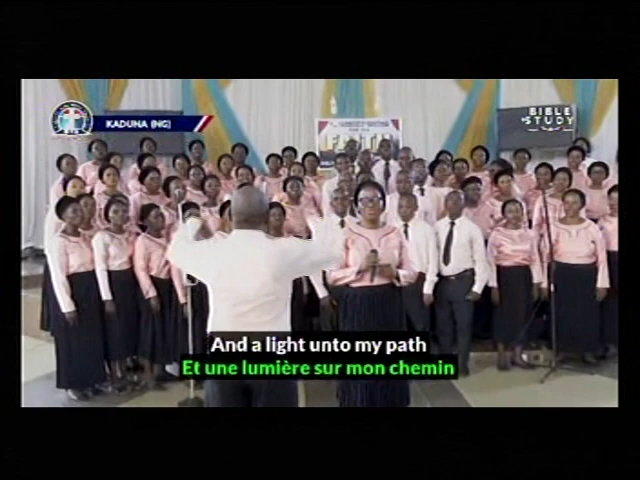 KADUNA (NG)
BIBLE
STUDY
And a light unto my path
Et une lumière sur mon chemin